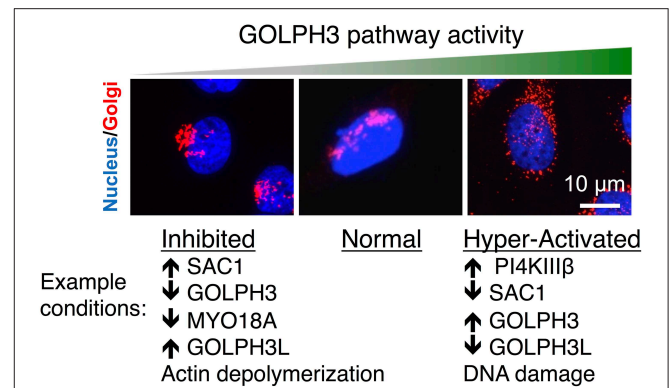 GOLPH3 pathway activity
Nucleus/Golgi
10 μm
Inhibited Normal Hyper-Activated
Example conditions:
↑ SAC1
↓ GOLPH3
↓ MYO18A
↑ GOLPH3L
Actin depolymerization
↑ PI4KIIIβ
↓ SAC1
↑ GOLPH3
↓ GOLPH3L
DNA damage